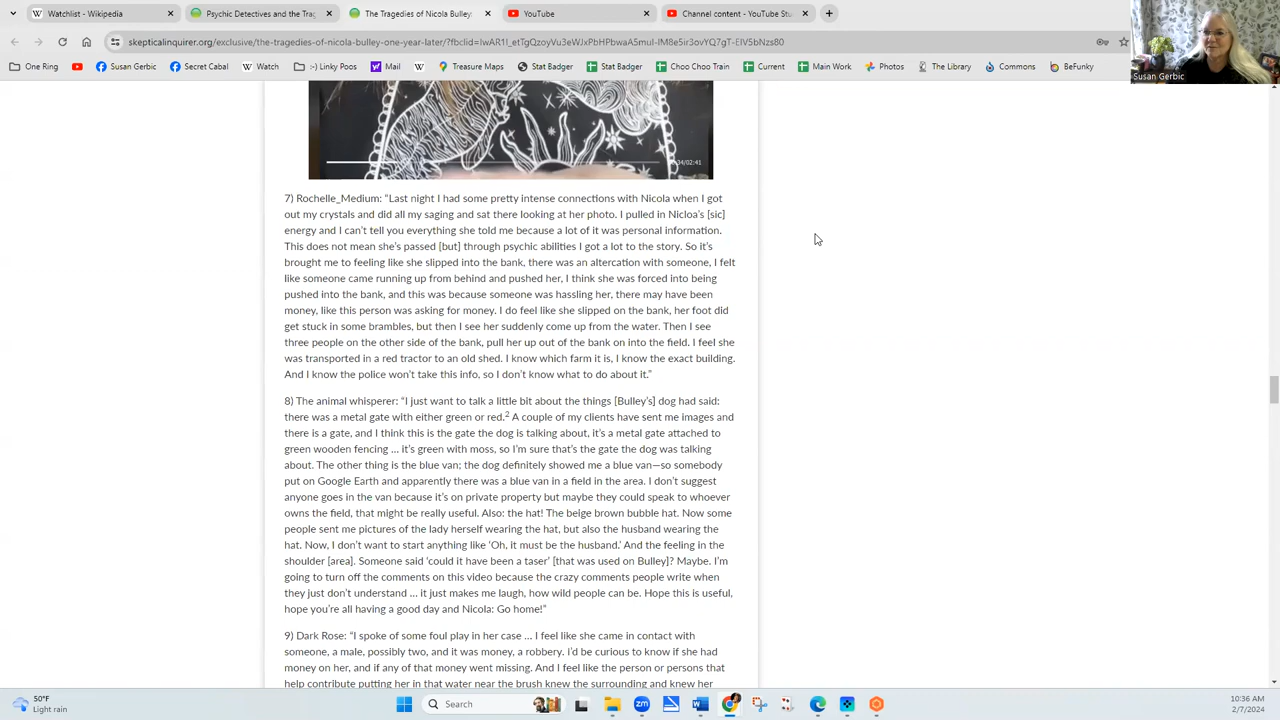 Watchlist - Wikipedia
Psychic Detectives and the Trag
The Tragedies of Nicola Bulley:
YouTube
Channel content - YouTube Stu
skepticalinquirer.org/exclusive/the-tragedies-of-nicola-bulley-one-year-later/?fbclid=IwAR1I_etTgQzoyVu3eWJxPbHPbwaA5muI-IM8e5ir3ovYQ7gT-EIV5bNzs80
One Ring
Susan Gerbic
Secret Cabal
Watch
:-) Linky Poos
Mail
Treasure Maps
Stat Badger
Stat Badger
Choo Choo Train
Current
Main Work
Photos
The Library
Commons
BeFunky
Susan Gerbic
34/02:41
7) Rochelle_Medium: “Last night I had some pretty intense connections with Nicola when I got
out my crystals and did all my saging and sat there looking at her photo. I pulled in Nicloa’s [sic]
energy and I can’t tell you everything she told me because a lot of it was personal information.
This does not mean she’s passed [but] through psychic abilities I got a lot to the story. So it’s
brought me to feeling like she slipped into the bank, there was an altercation with someone, I felt
like someone came running up from behind and pushed her, I think she was forced into being
pushed into the bank, and this was because someone was hassling her, there may have been
money, like this person was asking for money. I do feel like she slipped on the bank, her foot did
get stuck in some brambles, but then I see her suddenly come up from the water. Then I see
three people on the other side of the bank, pull her up out of the bank on into the field. I feel she
was transported in a red tractor to an old shed. I know which farm it is, I know the exact building.
And I know the police won’t take this info, so I don’t know what to do about it.”
8) The animal whisperer: “I just want to talk a little bit about the things [Bulley’s] dog had said:
there was a metal gate with either green or red.2 A couple of my clients have sent me images and
there is a gate, and I think this is the gate the dog is talking about, it’s a metal gate attached to
green wooden fencing … it’s green with moss, so I’m sure that’s the gate the dog was talking
about. The other thing is the blue van; the dog definitely showed me a blue van—so somebody
put on Google Earth and apparently there was a blue van in a field in the area. I don’t suggest
anyone goes in the van because it’s on private property but maybe they could speak to whoever
owns the field, that might be really useful. Also: the hat! The beige brown bubble hat. Now some
people sent me pictures of the lady herself wearing the hat, but also the husband wearing the
hat. Now, I don’t want to start anything like ‘Oh, it must be the husband.’ And the feeling in the
shoulder [area]. Someone said ‘could it have been a taser’ [that was used on Bulley]? Maybe. I’m
going to turn off the comments on this video because the crazy comments people write when
they just don’t understand … it just makes me laugh, how wild people can be. Hope this is useful,
hope you’re all having a good day and Nicola: Go home!”
9) Dark Rose: “I spoke of some foul play in her case … I feel like she came in contact with
someone, a male, possibly two, and it was money, a robbery. I’d be curious to know if she had
money on her, and if any of that money went missing. And I feel like the person or persons that
help contribute putting her in that water near the brush knew the surrounding and knew her
50°F
Light rain
Search
10:36 AM
2/7/2024